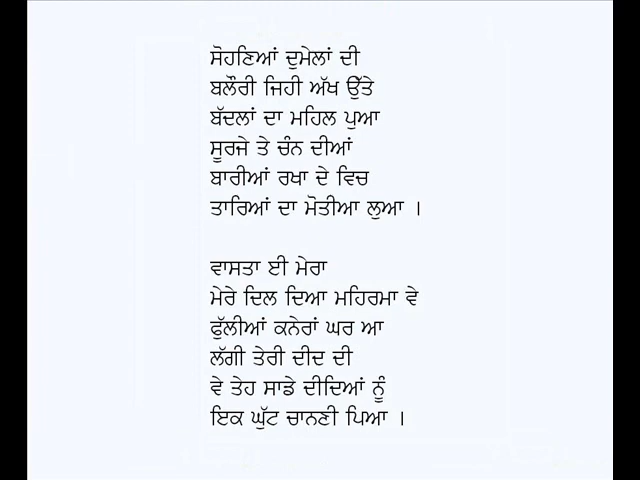 ਸੋਹਣਿਆਂ ਦੁਮੇਲਾਂ ਦੀ
ਬਲੌਰੀ ਜਿਹੀ ਅੱਖ ਉੱਤੇ
ਬੱਦਲਾਂ ਦਾ ਮਹਿਲ ਪੁਆ
ਸੂਰਜੇ ਤੇ ਚੰਨ ਦੀਆਂ
ਬਾਰੀਆਂ ਰਖਾ ਦੇ ਵਿਚ
ਤਾਰਿਆਂ ਦਾ ਮੋਤੀਆ ਲੁਆ ।
ਵਾਸਤਾ ਈ ਮੇਰਾ
ਮੇਰੇ ਦਿਲ ਦਿਆ ਮਹਿਰਮਾ ਵੇ
ਫੁੱਲੀਆਂ ਕਨੇਰਾਂ ਘਰ ਆ
ਲੱਗੀ ਤੇਰੀ ਦੀਦ ਦੀ
ਵੇ ਤੇਹ ਸਾਡੇ ਦੀਦਿਆਂ ਨੂੰ
ਇਕ ਘੁੱਟ ਚਾਨਣੀ ਪਿਆ ।